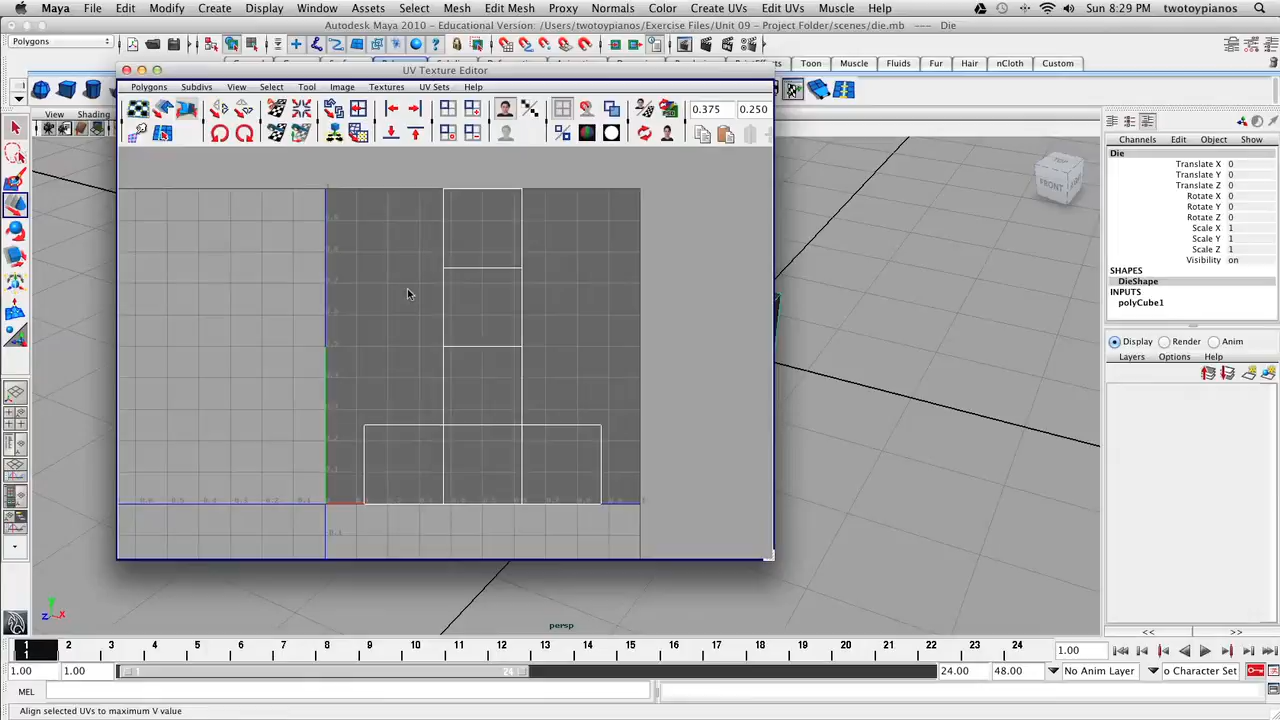 Maya File Edit Modify Create Display Window Assets Select Mesh Edit Mesh Proxy Normals Color Create UVs Edit UVs Muscle Help Sun 8:29 PM twotoypianos
Autodesk Maya 2010 - Educational Version: /Users/twotoypianos/Exercise Files/Unit 09 - Project Folder/scenes/die.mb --- Die
Polygons
Toon Muscle Fluids Fur Hair nCloth Custom
UV Texture Editor
Polygons Subdivs View Select Tool Image Textures UV Sets Help
0.375 0.250
View Shading
Channels Edit Object Show
Die
Translate X 0
Translate Y 0
Translate Z 0
Rotate X 0
Rotate Y 0
Rotate Z 0
Scale X 1
Scale Y 1
Scale Z 1
Visibility on
SHAPES
DieShape
INPUTS
polyCube1
TOP
FRONT
Display Render Anim
Layers Options Help
<< >>
z x
persp
1 2 3 4 5 6 7 8 9 10 11 12 13 14 15 16 17 18 19 20 21 22 23 24
1.00
1.00 1.00 1 24 24.00 48.00 No Anim Layer o Character Set
MEL
Align selected UVs to maximum V value